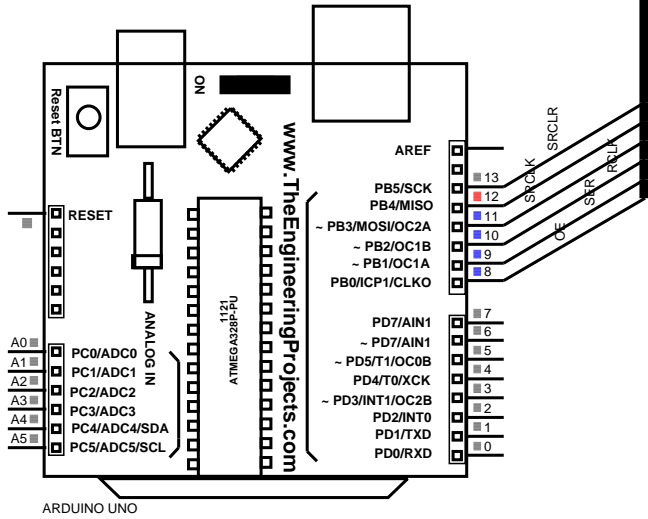 Reset BTN
ON
www.TheEngineeringProjects.com
AREF
PB5/SCK
PB4/MISO
~ PB3/MOSI/OC2A
~ PB2/OC1B
~ PB1/OC1A
PB0/ICP1/CLKO
13
12
11
10
9
8
SRCLR
SRCLK
RCLK
SER
OE
RESET
ANALOG IN
1121
ATMEGA328P-PU
PD7/AIN1
~ PD7/AIN1
~ PD5/T1/OC0B
PD4/T0/XCK
~ PD3/INT1/OC2B
PD2/INT0
PD1/TXD
PD0/RXD
7
6
5
4
3
2
1
0
A0
A1
A2
A3
A4
A5
PC0/ADC0
PC1/ADC1
PC2/ADC2
PC3/ADC3
PC4/ADC4/SDA
PC5/ADC5/SCL
ARDUINO UNO